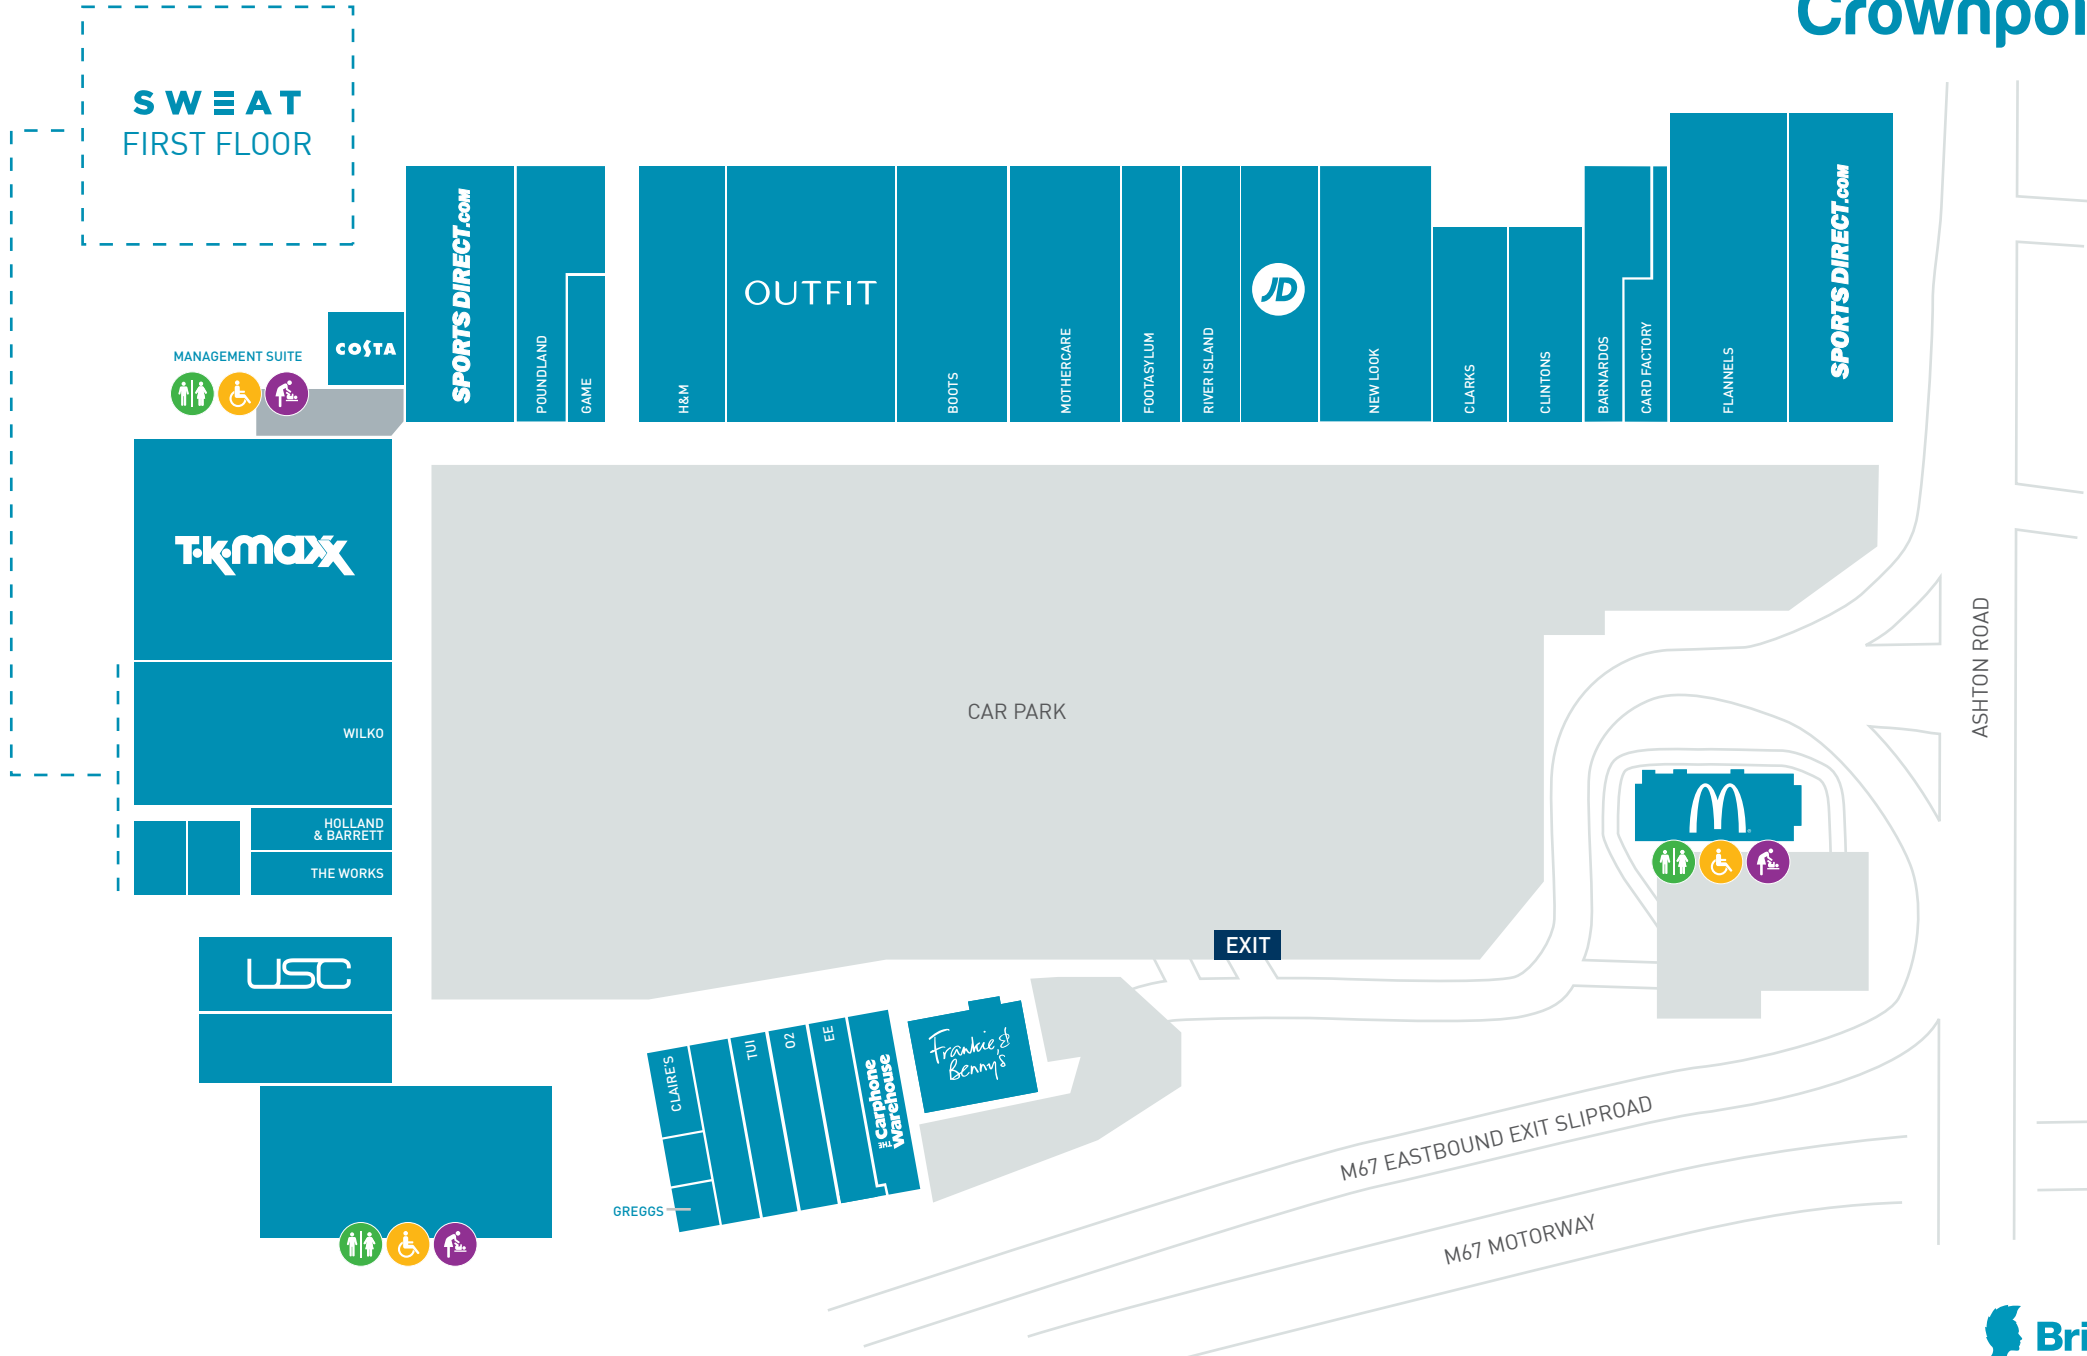 Crownpoi
SWEAT
FIRST FLOOR
MANAGEMENT SUITE
COSTA
SPORTSDIRECT.COM
POUNDLAND
GAME
H&M
OUTFIT
BOOTS
MOTHERCARE
FOOTASYLUM
RIVER ISLAND
JD
NEW LOOK
CLARKS
CLINTONS
BARNARDOS
CARD FACTORY
FLANNELS
SPORTSDIRECT.COM
T•K•maxx
WILKO
HOLLAND
& BARRETT
THE WORKS
USC
CAR PARK
ASHTON ROAD
M
EXIT
CLAIRE'S
TUI
O2
EE
THE Carphone
Warehouse
Frankie &
Benny's
GREGGS
M67 EASTBOUND EXIT SLIPROAD
M67 MOTORWAY
Bri